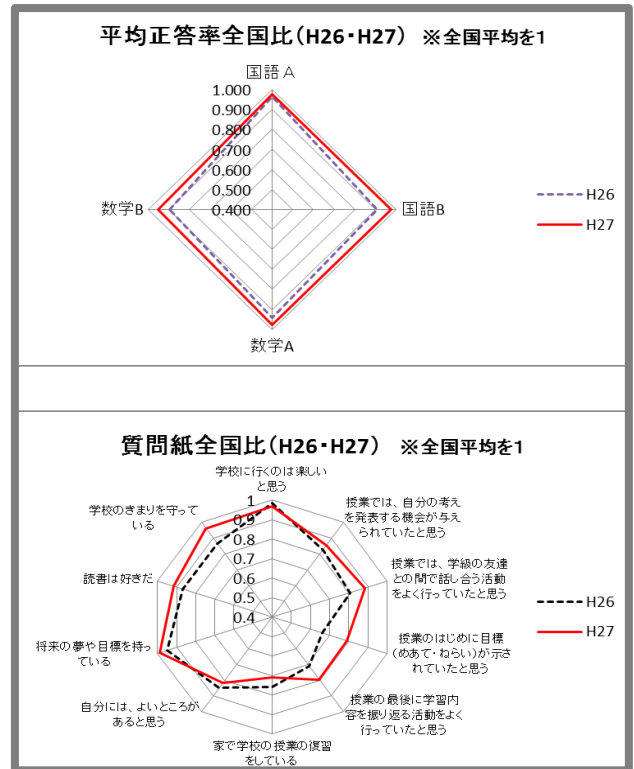 平均正答率全国比(H26・H27) ※全国平均を1
国語A
1.000
0.900
0.800
0.700
0.600
0.500
0.400
数学B
国語B
数学A
H26
H27
質問紙全国比(H26・H27) ※全国平均を1
学校に行くのは楽しい
と思う
1
0.9
0.8
0.7
0.6
0.5
0.4
授業では、自分の考え
を発表する機会が与え
られていたと思う
授業では、学級の友達
との間で話し合う活動
をよく行っていたと思う
授業のはじめに目標
(めあて・ねらい)が示さ
れていたと思う
授業の最後に学習内
容を振り返る活動をよく
行っていたと思う
家で学校の授業の復習
をしている
自分には、よいところが
あると思う
将来の夢や目標を持っ
ている
読書は好きだ
学校のきまりを守って
いる
H26
H27